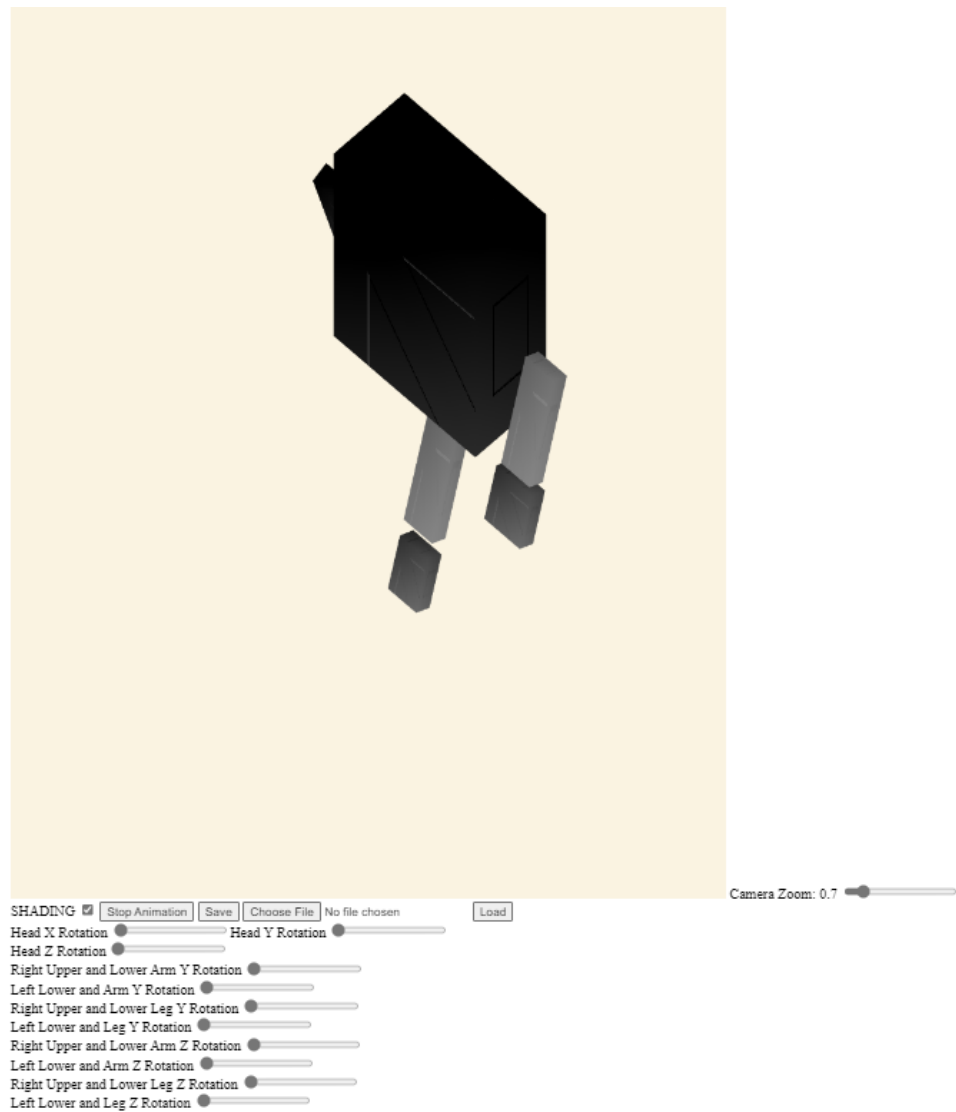 Camera Zoom: 0.7
SHADING Stop Animation Save Choose File No file chosen Load
Head X Rotation Head Y Rotation
Head Z Rotation
Right Upper and Lower Arm Y Rotation
Left Lower and Arm Y Rotation
Right Upper and Lower Leg Y Rotation
Left Lower and Leg Y Rotation
Right Upper and Lower Arm Z Rotation
Left Lower and Arm Z Rotation
Right Upper and Lower Leg Z Rotation
Left Lower and Leg Z Rotation